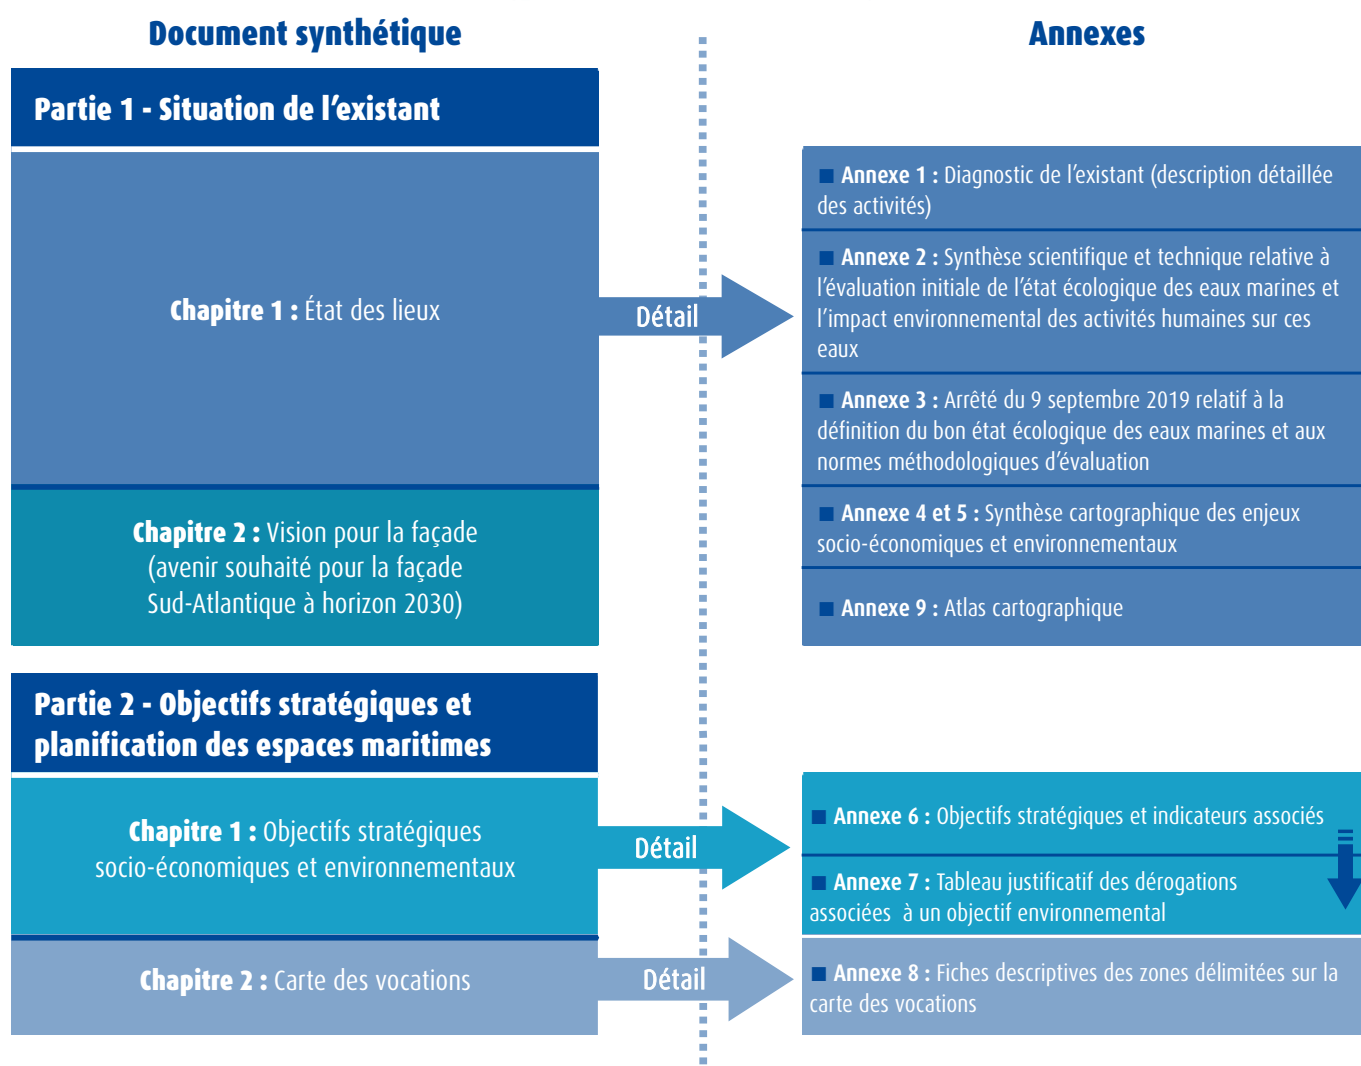 Document synthétique
Annexes
Partie 1 - Situation de l'existant
Chapitre 1 : État des lieux
Détail
■ Annexe 1 : Diagnostic de l'existant (description détaillée
des activités)
■ Annexe 2 : Synthèse scientifique et technique relative à
l'évaluation initiale de l'état écologique des eaux marines et
l'impact environnemental des activités humaines sur ces
eaux
■ Annexe 3 : Arrêté du 9 septembre 2019 relatif à la
définition du bon état écologique des eaux marines et aux
normes méthodologiques d'évaluation
■ Annexe 4 et 5 : Synthèse cartographique des enjeux
socio-économiques et environnementaux
■ Annexe 9 : Atlas cartographique
Chapitre 2 : Vision pour la façade
(avenir souhaité pour la façade
Sud-Atlantique à horizon 2030)
Partie 2 - Objectifs stratégiques et
planification des espaces maritimes
Chapitre 1 : Objectifs stratégiques
socio-économiques et environnementaux
Détail
■ Annexe 6 : Objectifs stratégiques et indicateurs associés
■ Annexe 7 : Tableau justificatif des dérogations
associées à un objectif environnemental
Chapitre 2 : Carte des vocations
Détail
■ Annexe 8 : Fiches descriptives des zones délimitées sur la
carte des vocations